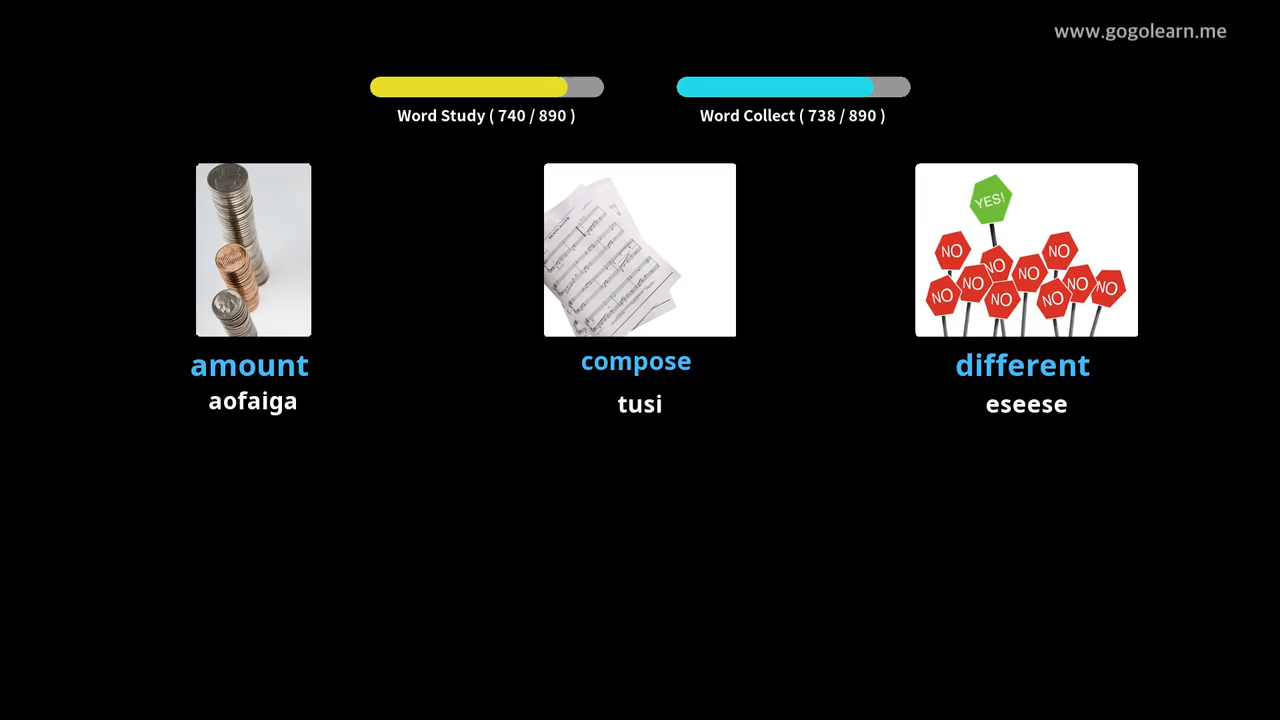 www.gogolearn.me
Word Study ( 740 / 890 )
Word Collect ( 738 / 890 )
YES!
NO
NO
NO
NO
NO
NO
NO
NO
NO
NO
amount
compose
different
aofaiga
tusi
eseese